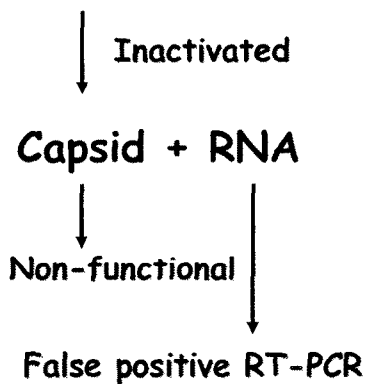 Inactivated
Capsid + RNA
Non-functional
False positive RT-PCR